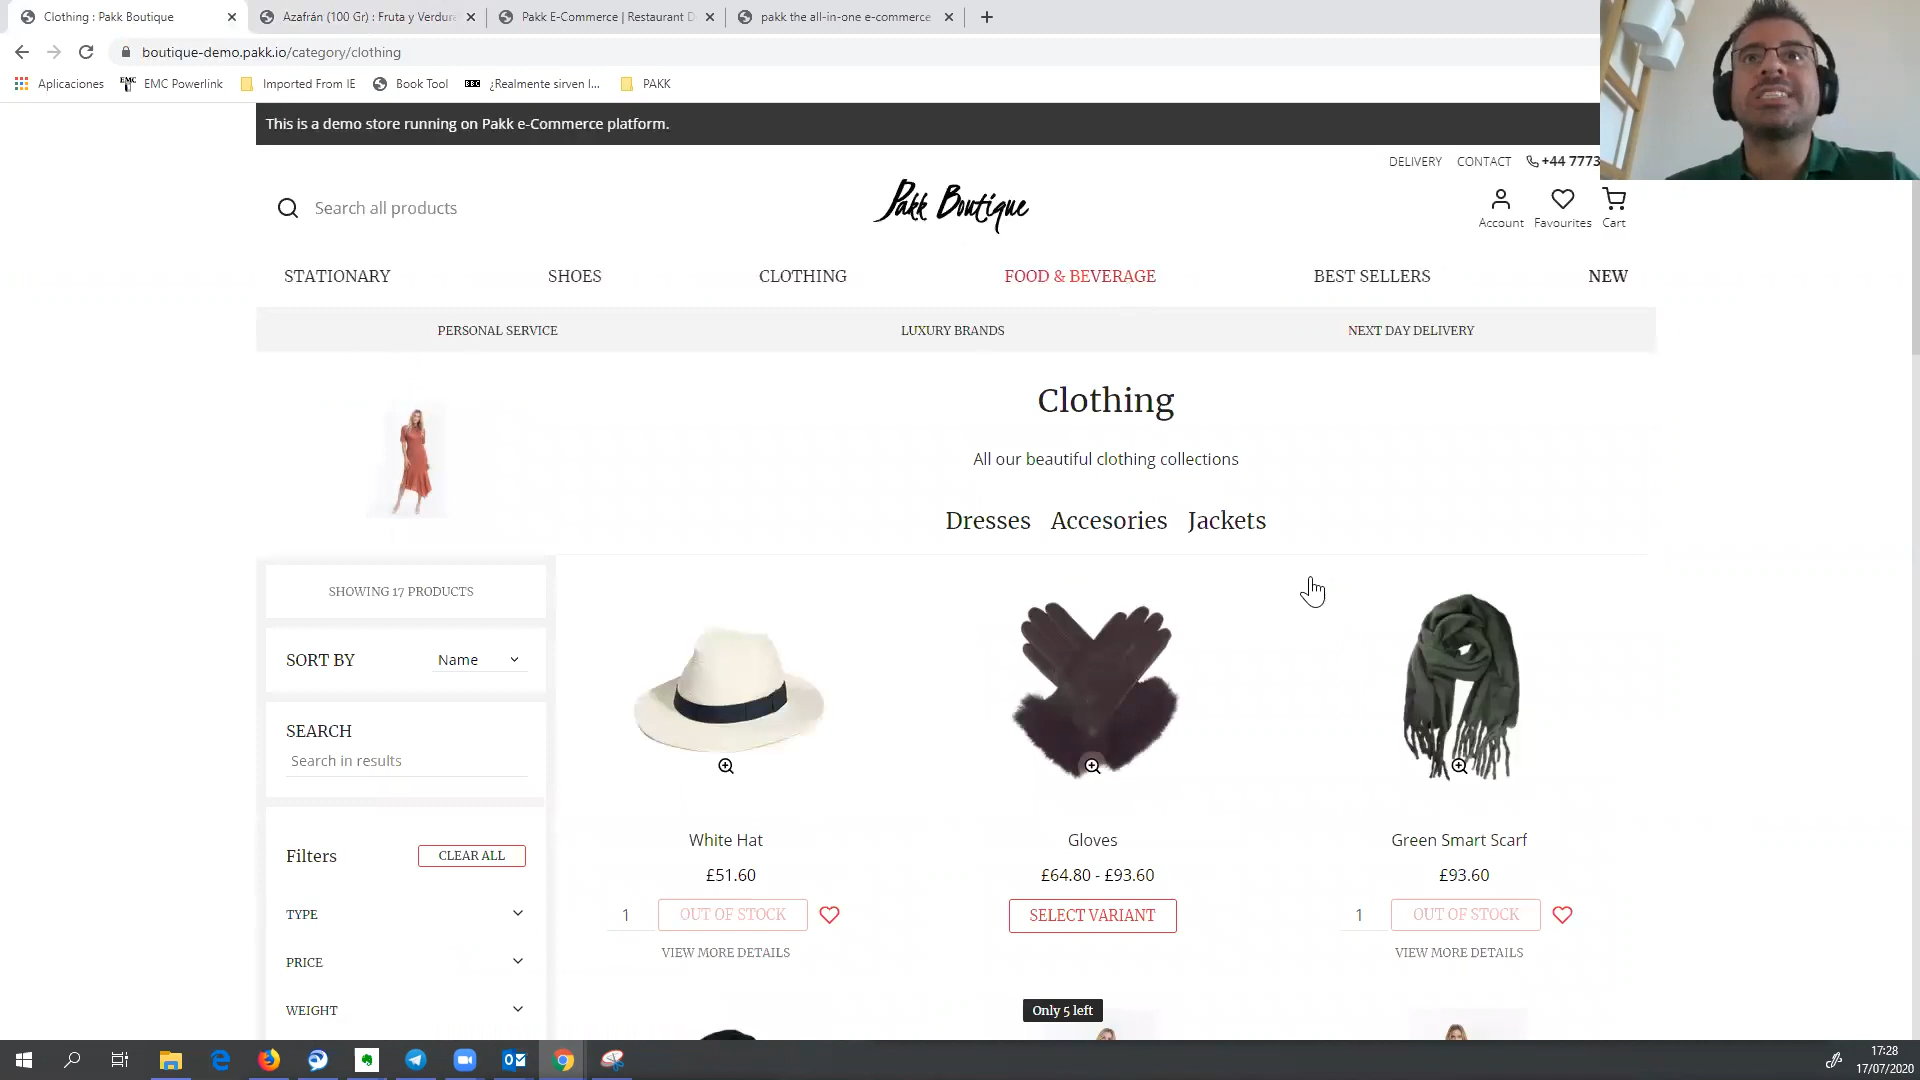 Clothing : Pakk Boutique
Azafrán (100 Gr) : Fruta y Verdura
Pakk E-Commerce | Restaurant D
pakk the all-in-one e-commerce
boutique-demo.pakk.io/category/clothing
Aplicaciones
EMC Powerlink
Imported From IE
Book Tool
BBC
¿Realmente sirven l...
PAKK
This is a demo store running on Pakk e-Commerce platform.
DELIVERY
CONTACT
+44 7773
Search all products
Pakk Boutique
Account
Favourites
Cart
STATIONARY
SHOES
CLOTHING
FOOD & BEVERAGE
BEST SELLERS
NEW
PERSONAL SERVICE
LUXURY BRANDS
NEXT DAY DELIVERY
Clothing
All our beautiful clothing collections
Dresses Accesories Jackets
SHOWING 17 PRODUCTS
SORT BY
Name
SEARCH
Search in results
Filters
CLEAR ALL
TYPE
PRICE
WEIGHT
White Hat
£51.60
1
OUT OF STOCK
VIEW MORE DETAILS
Gloves
£64.80 - £93.60
SELECT VARIANT
Green Smart Scarf
£93.60
1
OUT OF STOCK
VIEW MORE DETAILS
Only 5 left
17:28
17/07/2020